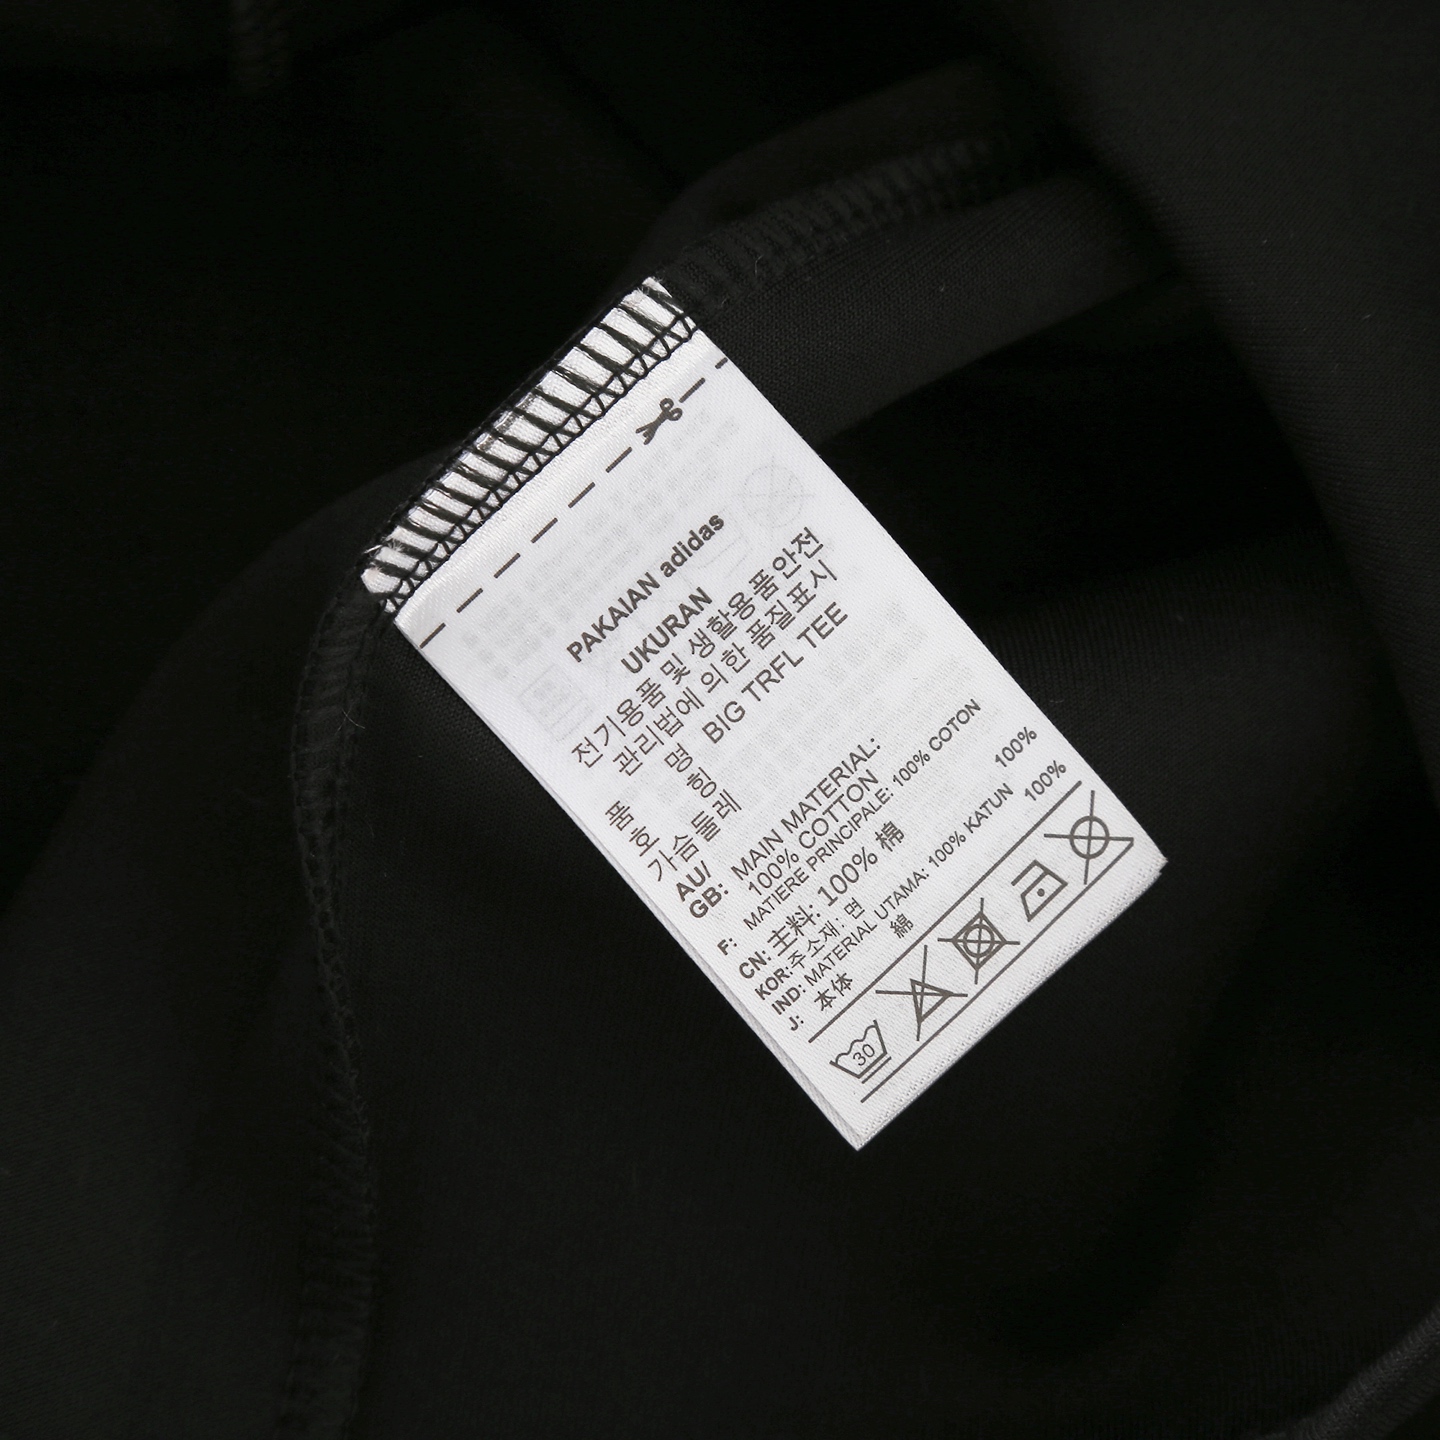 PAKAIAN adidas
UKURAN
전기용품 및 생활용품안전
관리법에 의한 품질표시
품 명 BIG TRFL TEE
호 칭
가슴둘레
AU/
GB: MAIN MATERIAL:
100% COTTON
F: MATIERE PRINCIPALE: 100% COTON
CN: 主料: 100% 棉
KOR:주소재: 면 100%
IND: MATERIAL UTAMA: 100% KATUN
J: 本体 綿 100%
30